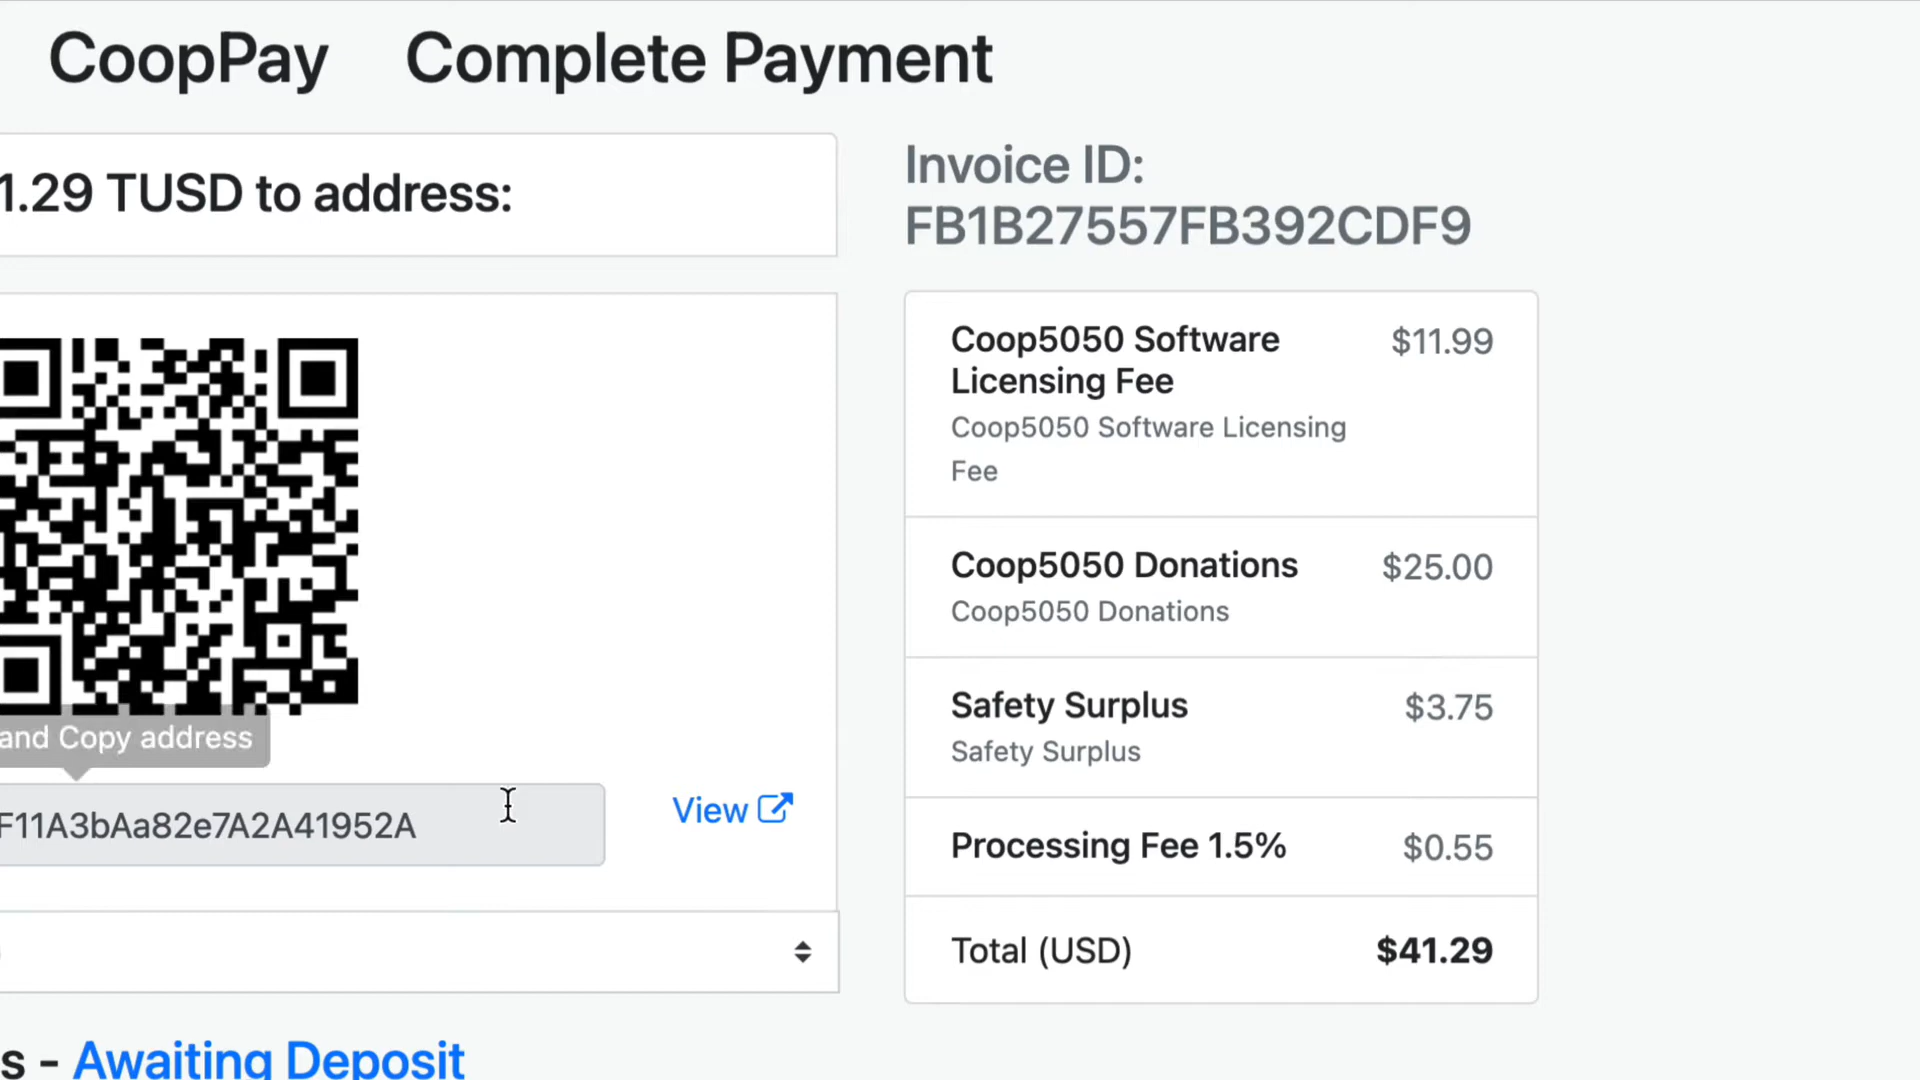 CoopPay Complete Payment
1.29 TUSD to address:
and Copy address
F11A3bAa82e7A2A41952A
View
s - Awaiting Deposit
Invoice ID:
FB1B27557FB392CDF9
Coop5050 Software $11.99
Licensing Fee
Coop5050 Software Licensing
Fee
Coop5050 Donations $25.00
Coop5050 Donations
Safety Surplus $3.75
Safety Surplus
Processing Fee 1.5% $0.55
Total (USD) $41.29